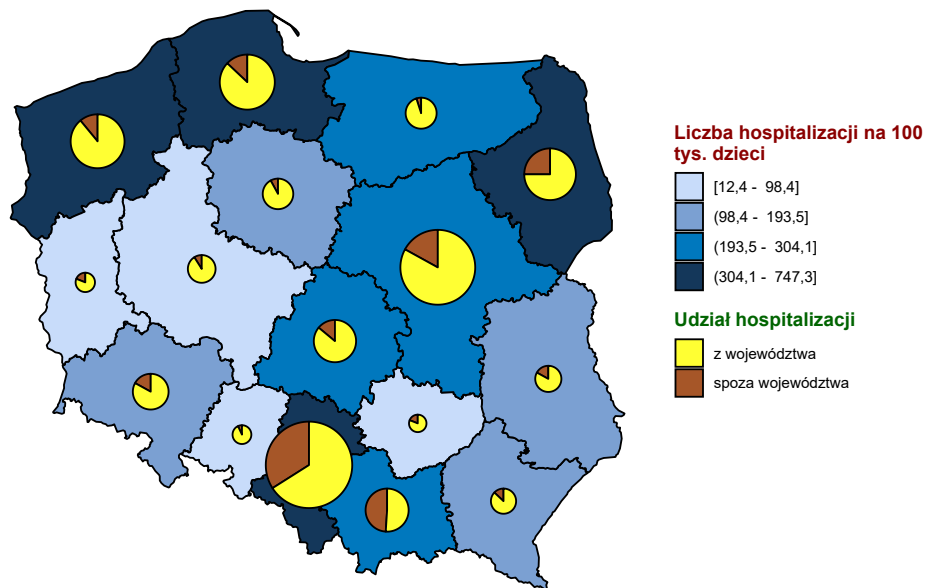 Liczba hospitalizacji na 100
tys. dzieci
[12,4 - 98,4]
(98,4 - 193,5]
(193,5 - 304,1]
(304,1 - 747,3]
Udział hospitalizacji
z województwa
spoza województwa